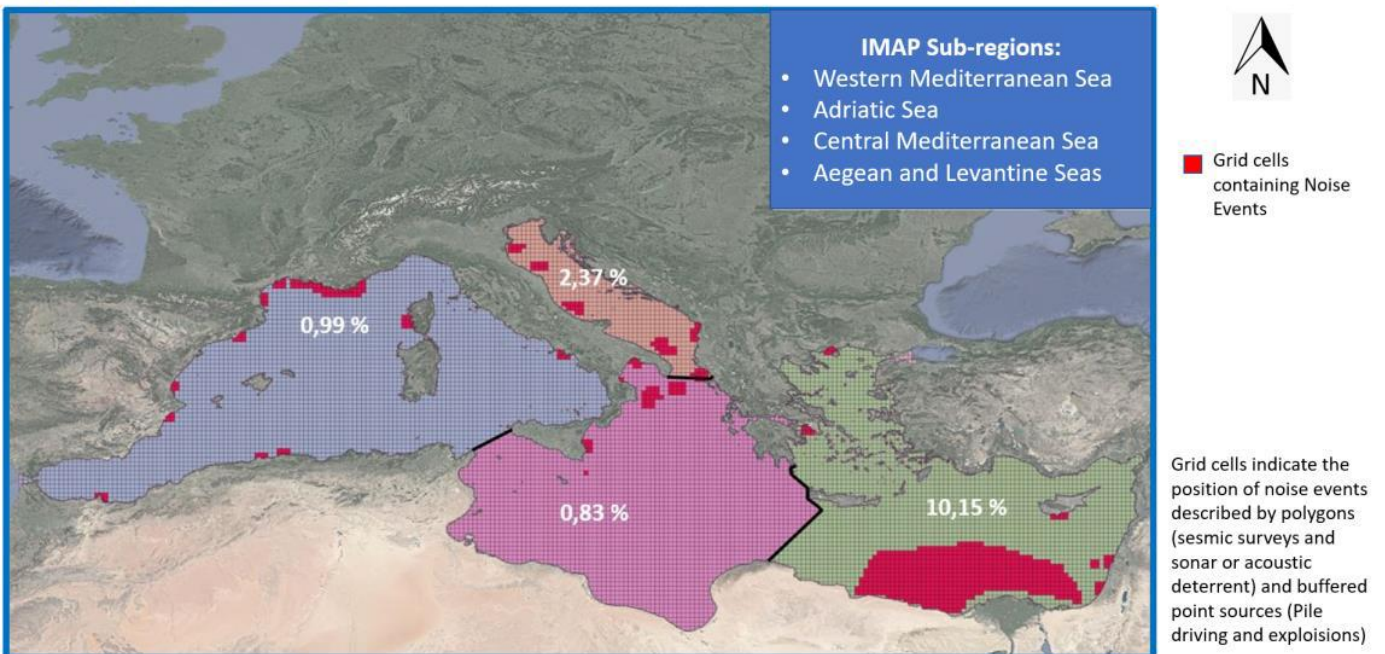 IMAP Sub-regions:
• Western Mediterranean Sea
• Adriatic Sea
• Central Mediterranean Sea
• Aegean and Levantine Seas
N
Grid cells
containing Noise
Events
2,37 %
0,99 %
0,83 %
10,15 %
Grid cells indicate the
position of noise events
described by polygons
(sesmic surveys and
sonar or acoustic
deterrent) and buffered
point sources (Pile
driving and exploisions)